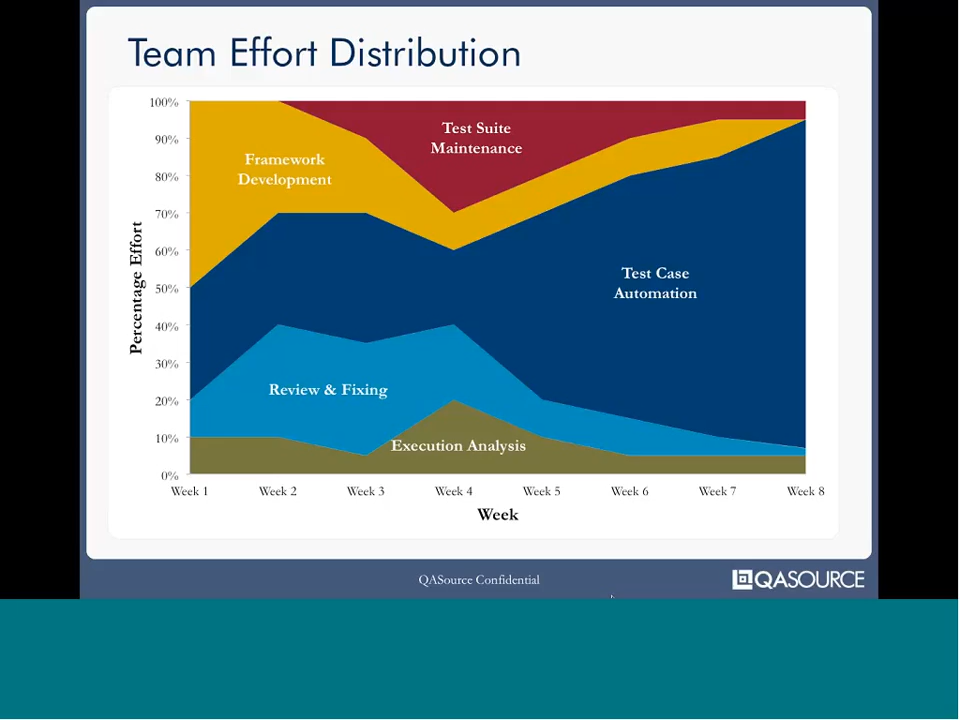 Team Effort Distribution
100%
90%
80%
70%
60%
50%
40%
30%
20%
10%
0%
Percentage Effort
Framework
Development
Test Suite
Maintenance
Test Case
Automation
Review & Fixing
Execution Analysis
Week 1
Week 2
Week 3
Week 4
Week 5
Week 6
Week 7
Week 8
Week
QASource Confidential
QASOURCE